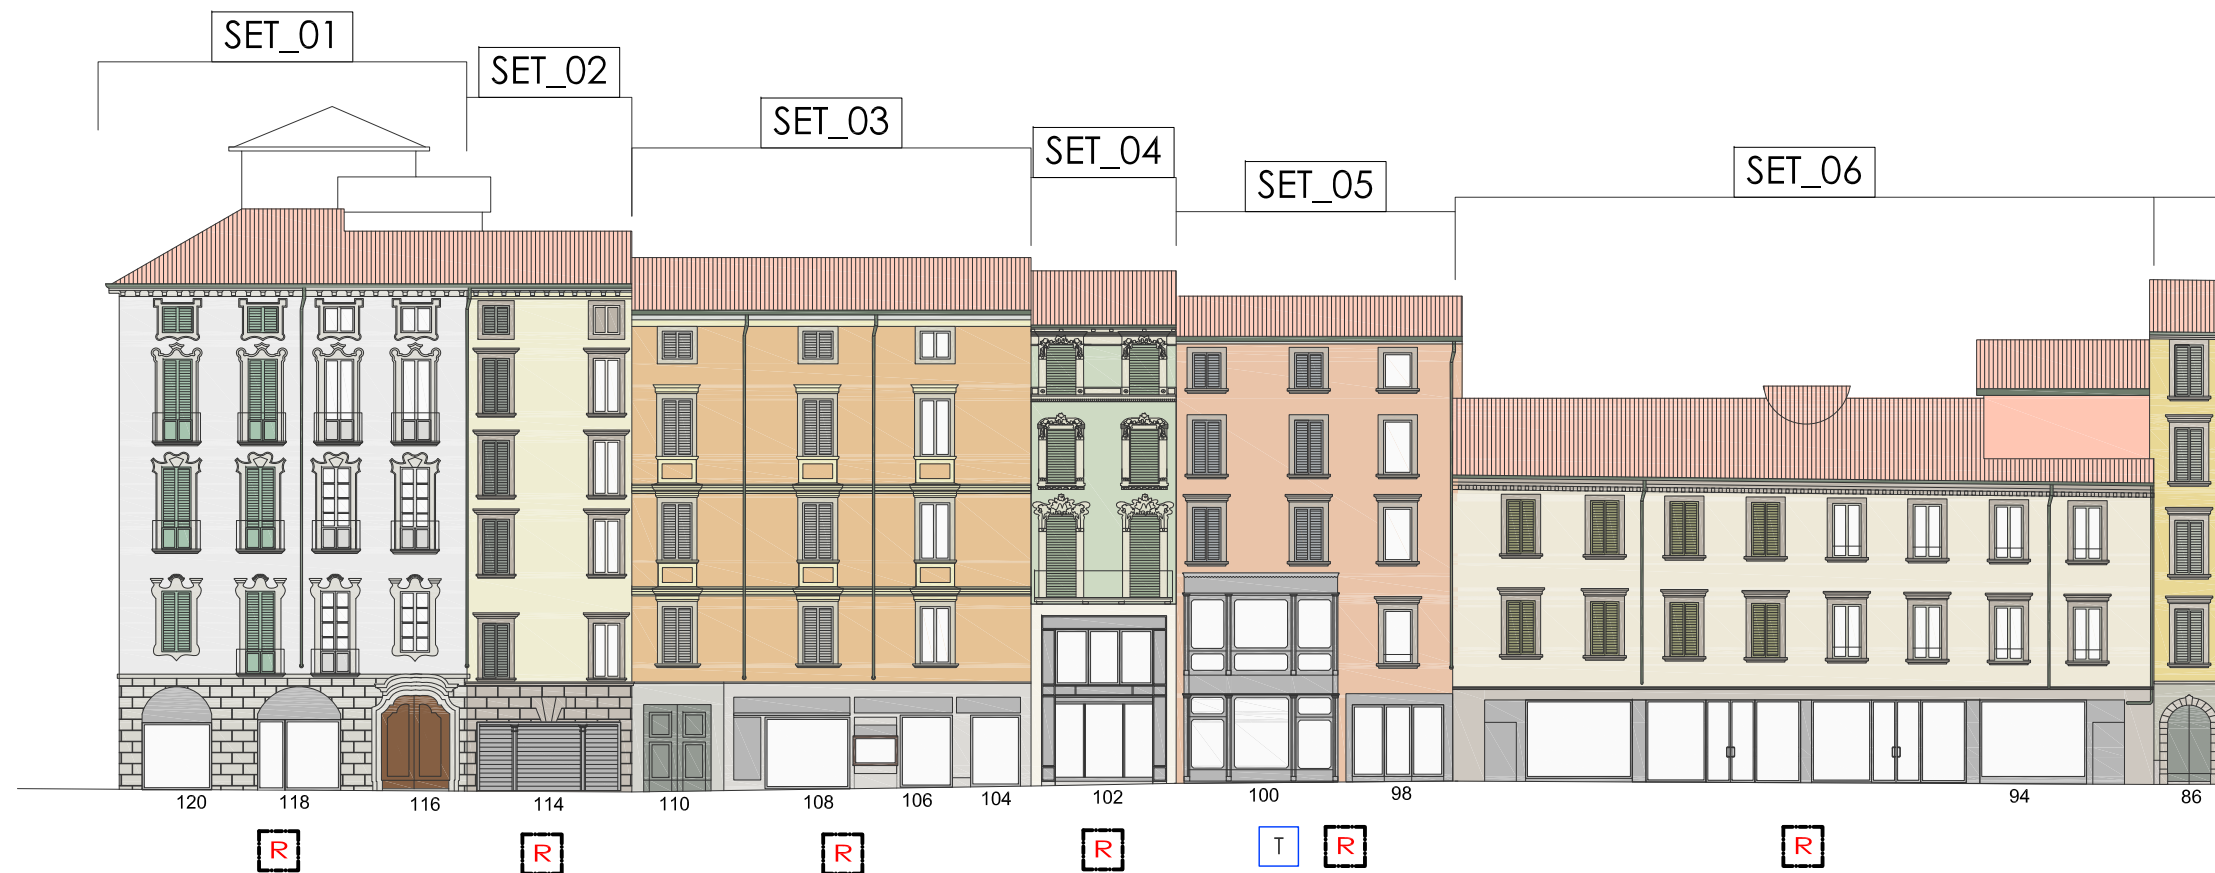 SET_01
SET_02
SET_03
SET_04
SET_05
SET_06
120 118 116 114 110 108 106 104 102 100 98 94 86
R R R R T R R